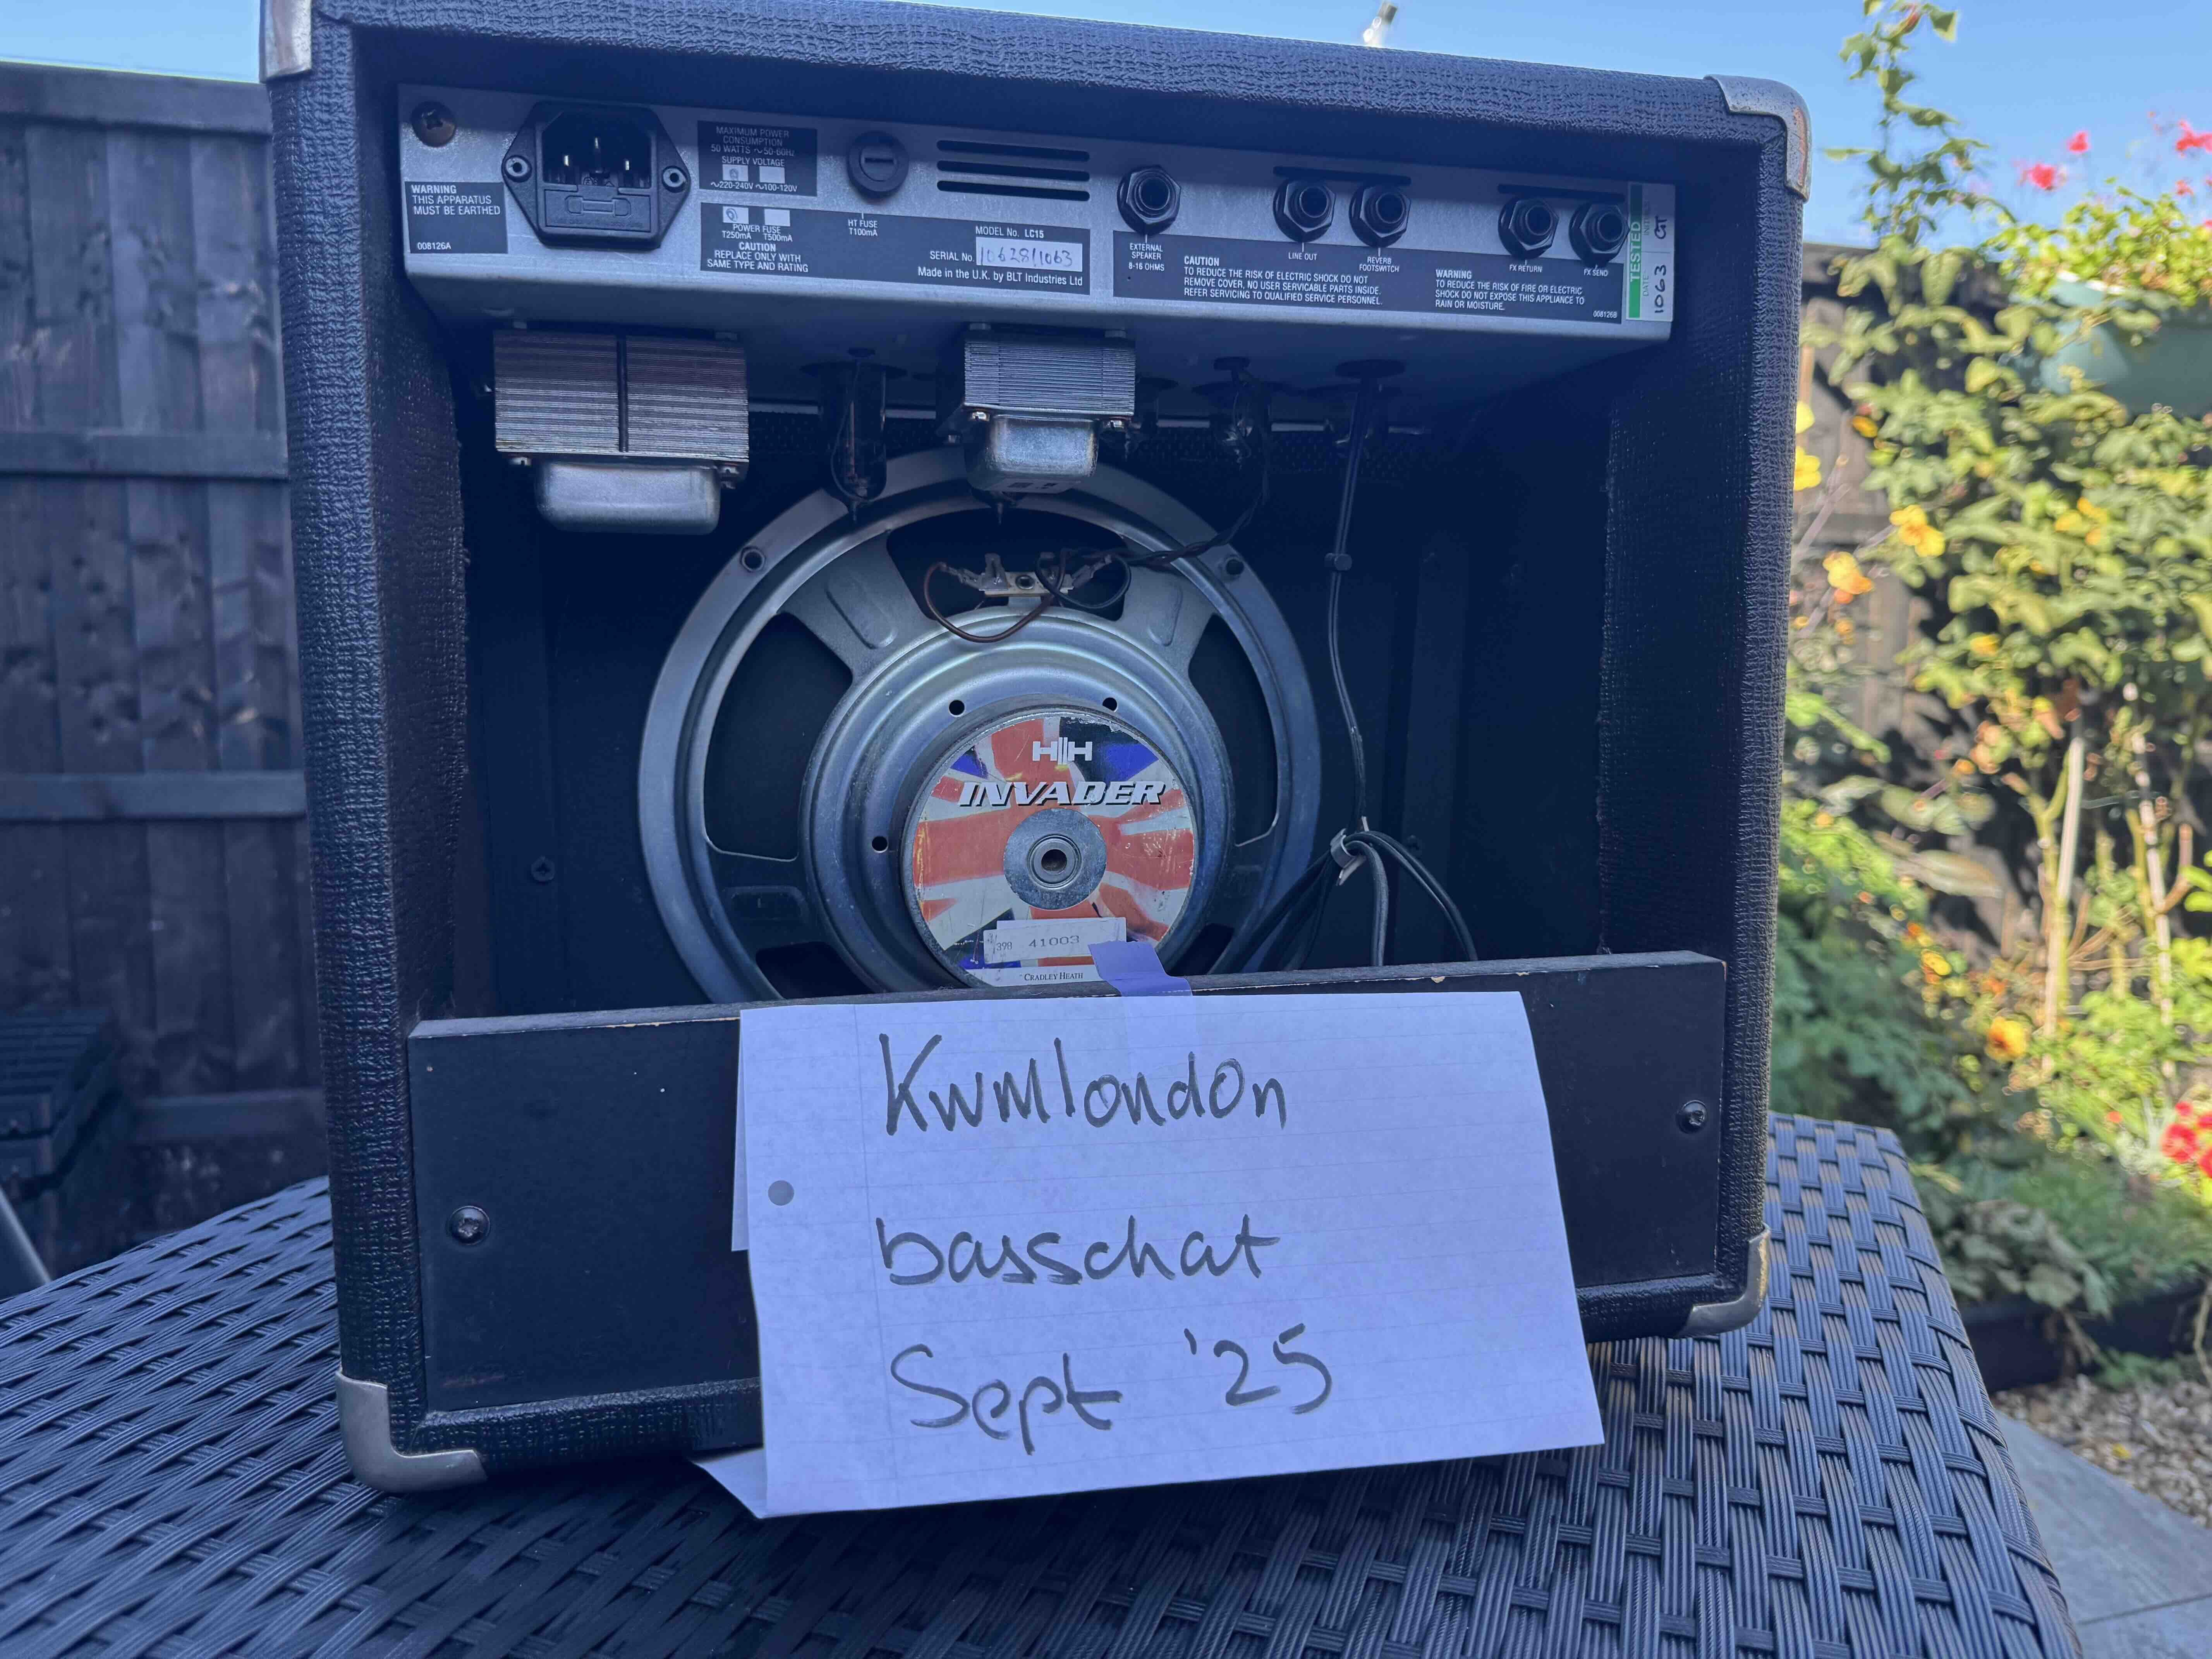 WARNING
THIS APPARATUS
MUST BE EARTHED
008126A
MAXIMUM POWER
CONSUMPTION
50 WATTS ~50-60Hz
SUPPLY VOLTAGE
~220-240V ~100-120V
POWER FUSE
T250mA T500mA
CAUTION
REPLACE ONLY WITH
SAME TYPE AND RATING
HT FUSE
T100mA
MODEL No. LC15
SERIAL No. 10628/1063
Made in the U.K. by BLT Industries Ltd
EXTERNAL
SPEAKER
8-16 OHMS
LINE OUT
REVERB
FOOTSWITCH
CAUTION
TO REDUCE THE RISK OF ELECTRIC SHOCK DO NOT
REMOVE COVER, NO USER SERVICABLE PARTS INSIDE.
REFER SERVICING TO QUALIFIED SERVICE PERSONNEL.
FX RETURN
FX SEND
WARNING
TO REDUCE THE RISK OF FIRE OR ELECTRIC
SHOCK DO NOT EXPOSE THIS APPLIANCE TO
RAIN OR MOISTURE.
008126B
TESTED
DATE 1063
HH
INVADER
398 41003
CRADLEY HEATH
Kwmlondon
basschat
Sept '25